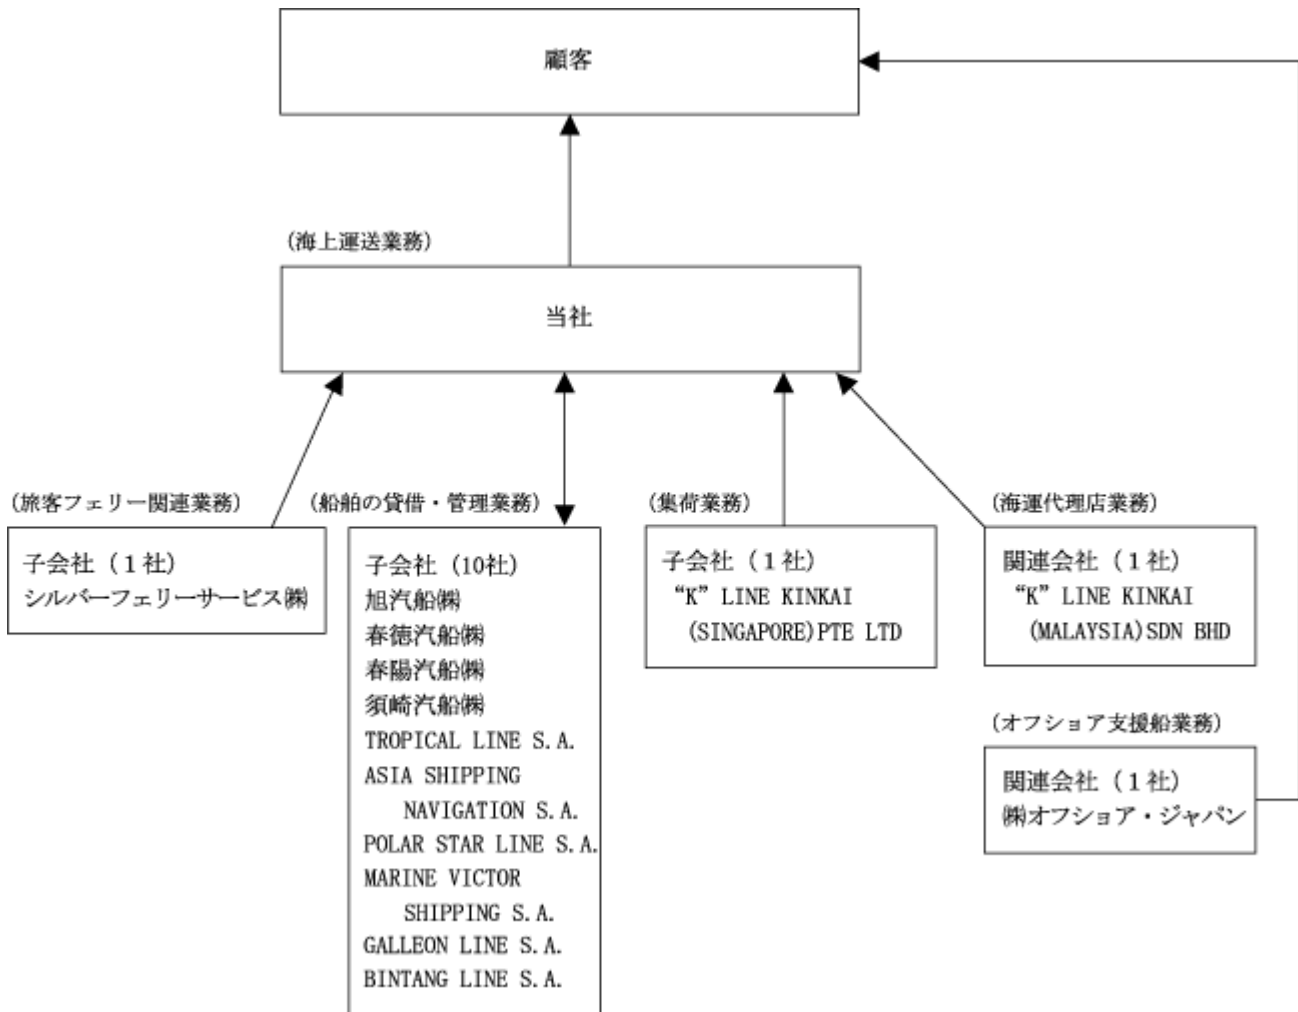 顧客
(海上運送業務)
当社
(旅客フェリー関連業務)
子会社(1社)
シルバーフェリーサービス㈱
(船舶の貸借・管理業務)
子会社(10社)
旭汽船㈱
春徳汽船㈱
春陽汽船㈱
須崎汽船㈱
TROPICAL LINE S.A.
ASIA SHIPPING
NAVIGATION S.A.
POLAR STAR LINE S.A.
MARINE VICTOR
SHIPPING S.A.
GALLEON LINE S.A.
BINTANG LINE S.A.
(集荷業務)
子会社(1社)
“K” LINE KINKAI
(SINGAPORE)PTE LTD
(海運代理店業務)
関連会社(1社)
“K” LINE KINKAI
(MALAYSIA)SDN BHD
(オフショア支援船業務)
関連会社(1社)
㈱オフショア・ジャパン